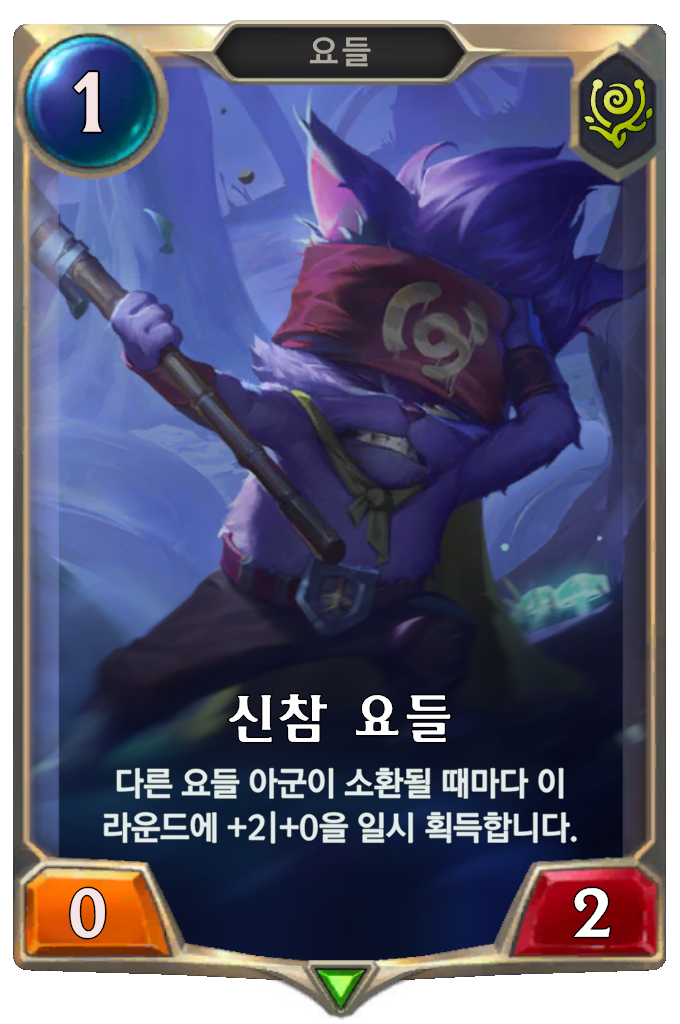 요들
1
신참 요들
다른 요들 아군이 소환될 때마다 이
라운드에 +2|+0을 일시 획득합니다.
0
2